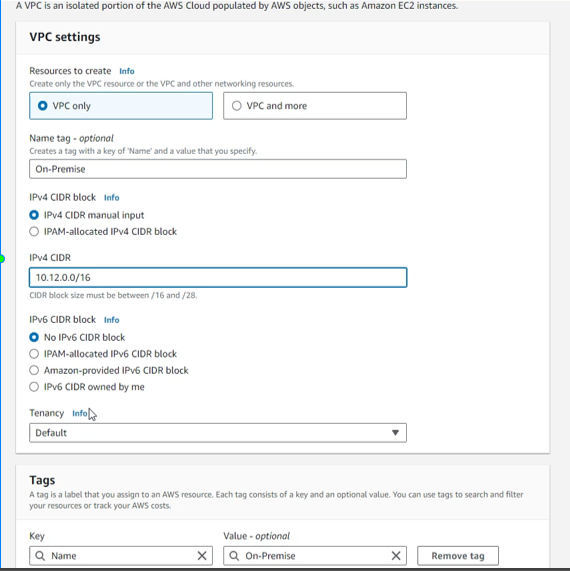 A VPC is an isolated portion of the AWS Cloud populated by AWS objects, such as Amazon EC2 instances.
VPC settings
Resources to create Info
Create only the VPC resource or the VPC and other networking resources.
VPC only
VPC and more
Name tag - optional
Creates a tag with a key of 'Name' and a value that you specify.
On-Premise
IPv4 CIDR block Info
IPv4 CIDR manual input
IPAM-allocated IPv4 CIDR block
IPv4 CIDR
10.12.0.0/16
CIDR block size must be between /16 and /28.
IPv6 CIDR block Info
No IPv6 CIDR block
IPAM-allocated IPv6 CIDR block
Amazon-provided IPv6 CIDR block
IPv6 CIDR owned by me
Tenancy Info
Default
Tags
A tag is a label that you assign to an AWS resource. Each tag consists of a key and an optional value. You can use tags to search and filter
your resources or track your AWS costs.
Key
Value - optional
Name
On-Premise
Remove tag